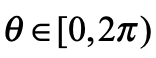 θ ∈ [0, 2π)